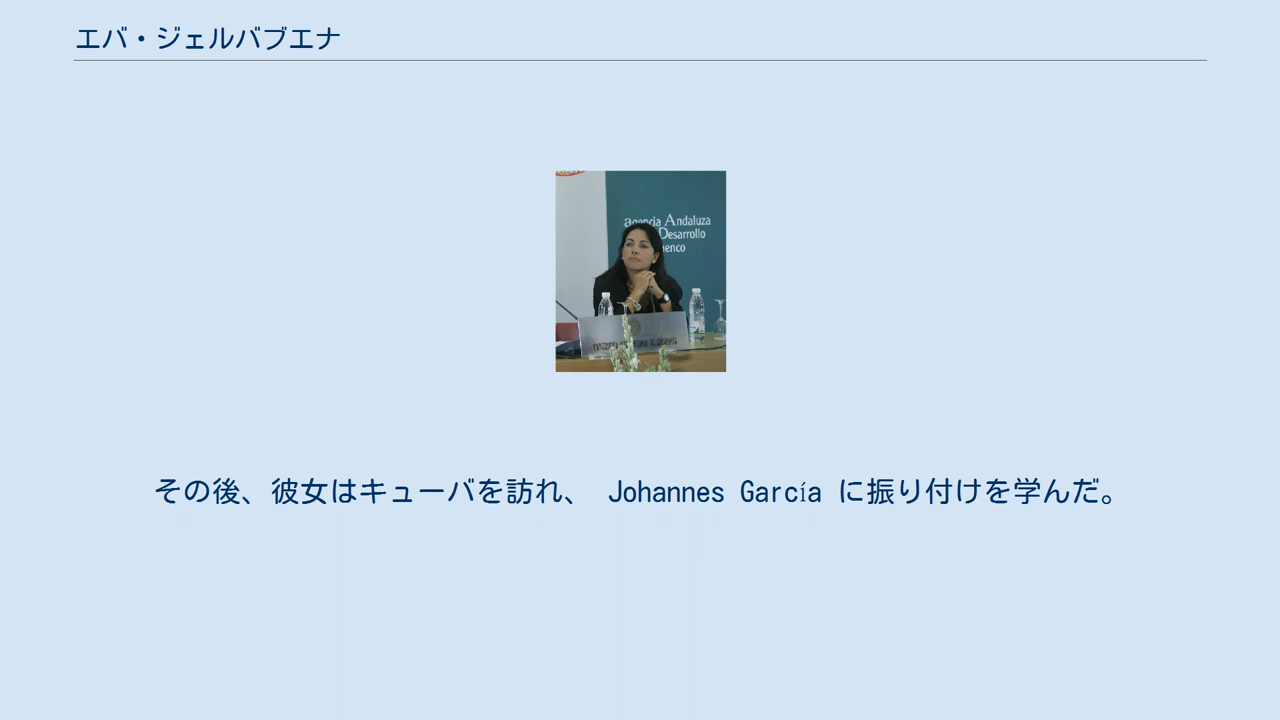 エバ・ジェルバブエナ
agencia Andaluza
Desarrollo
その後、彼女はキューバを訪れ、 Johannes García に振り付けを学んだ。